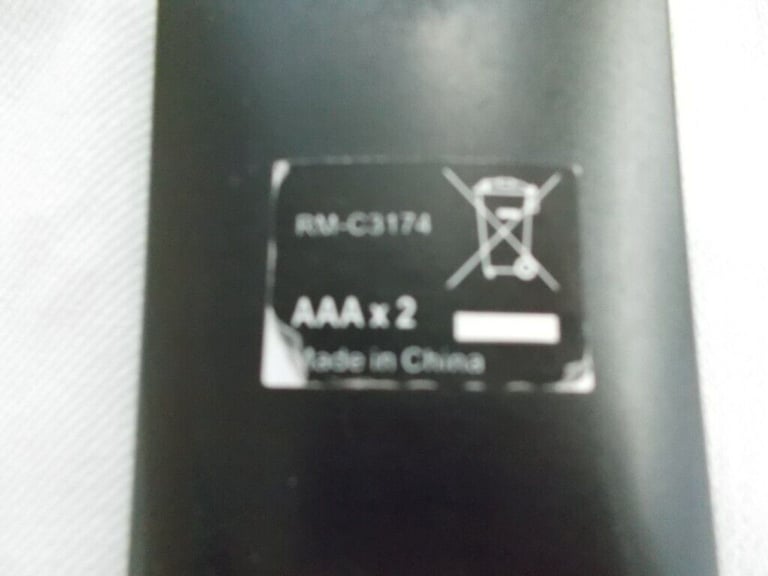 RM-C3174
AAA x 2
Made in China